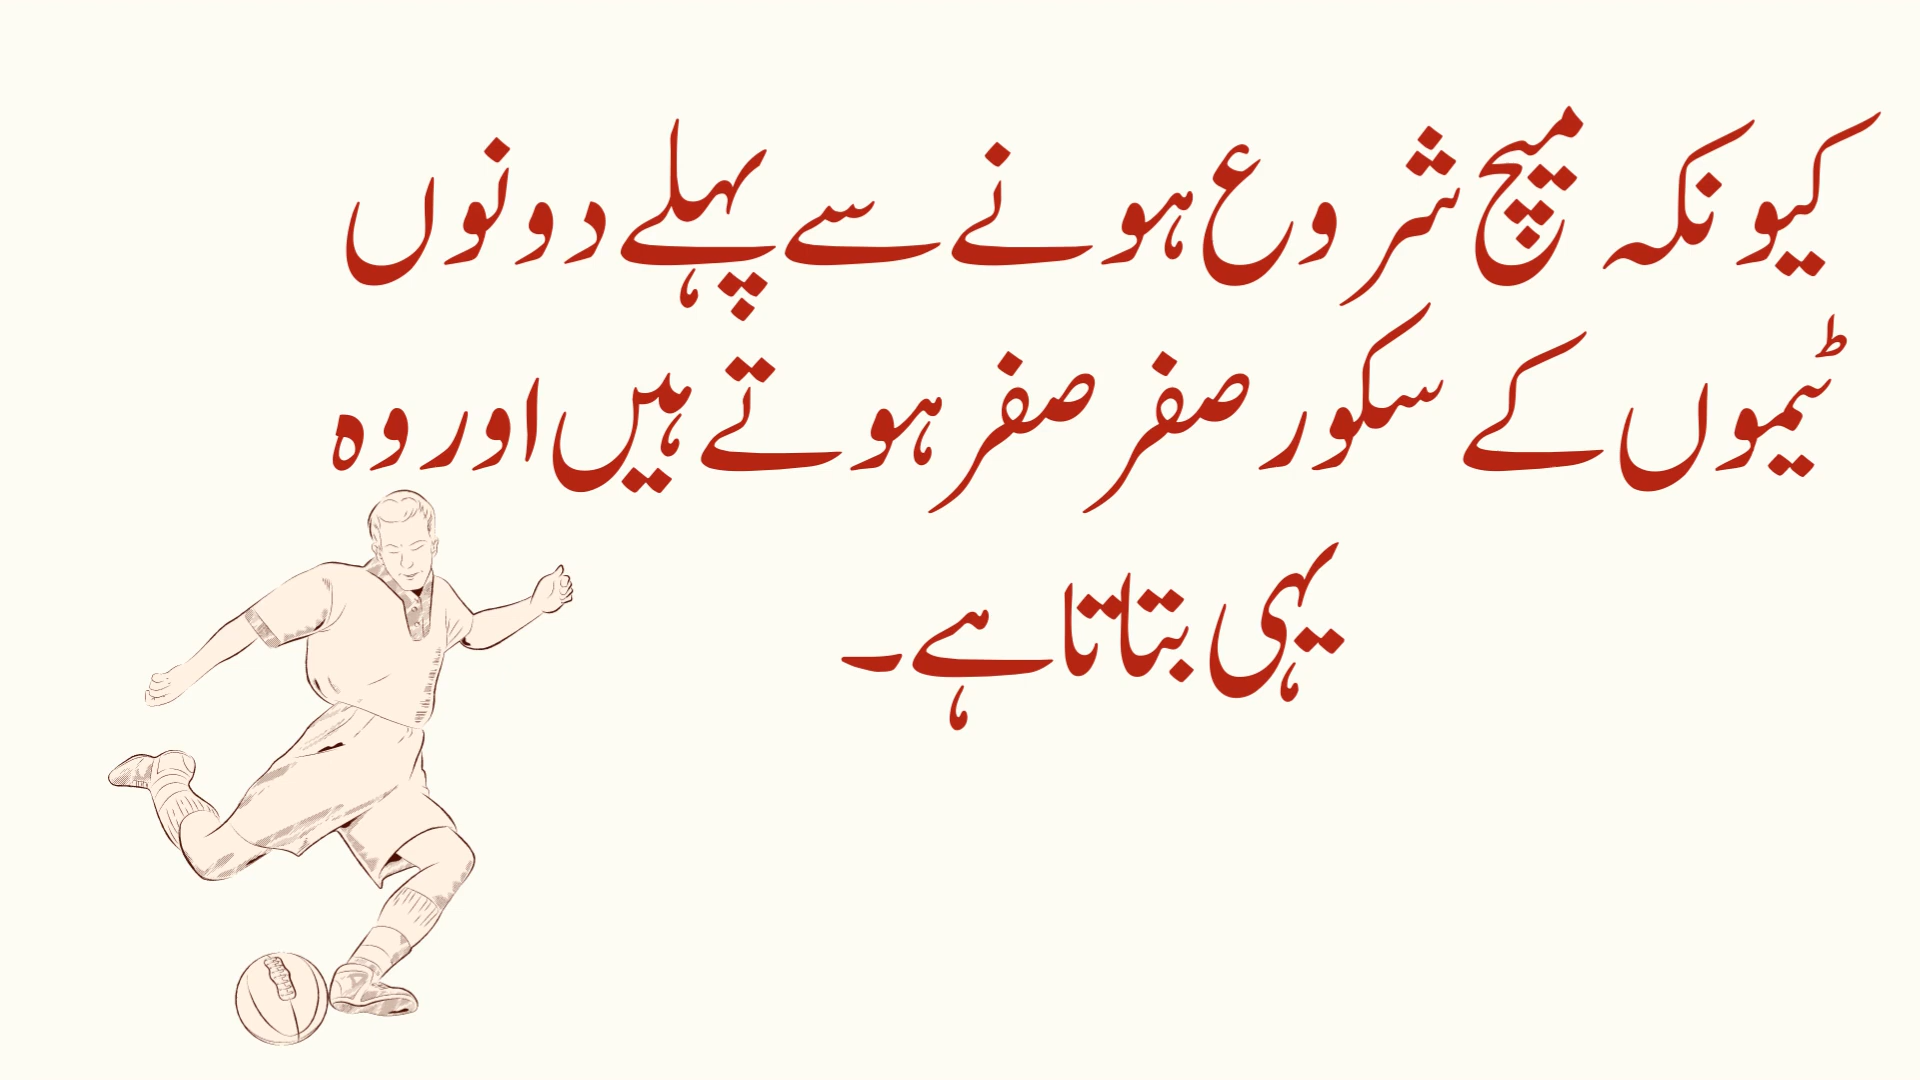 کیونکہ میچ شروع ہونے سے پہلے دونوں
ٹیموں کے سکور صفر صفر ہوتے ہیں اور وہ
یہی بتاتا ہے۔